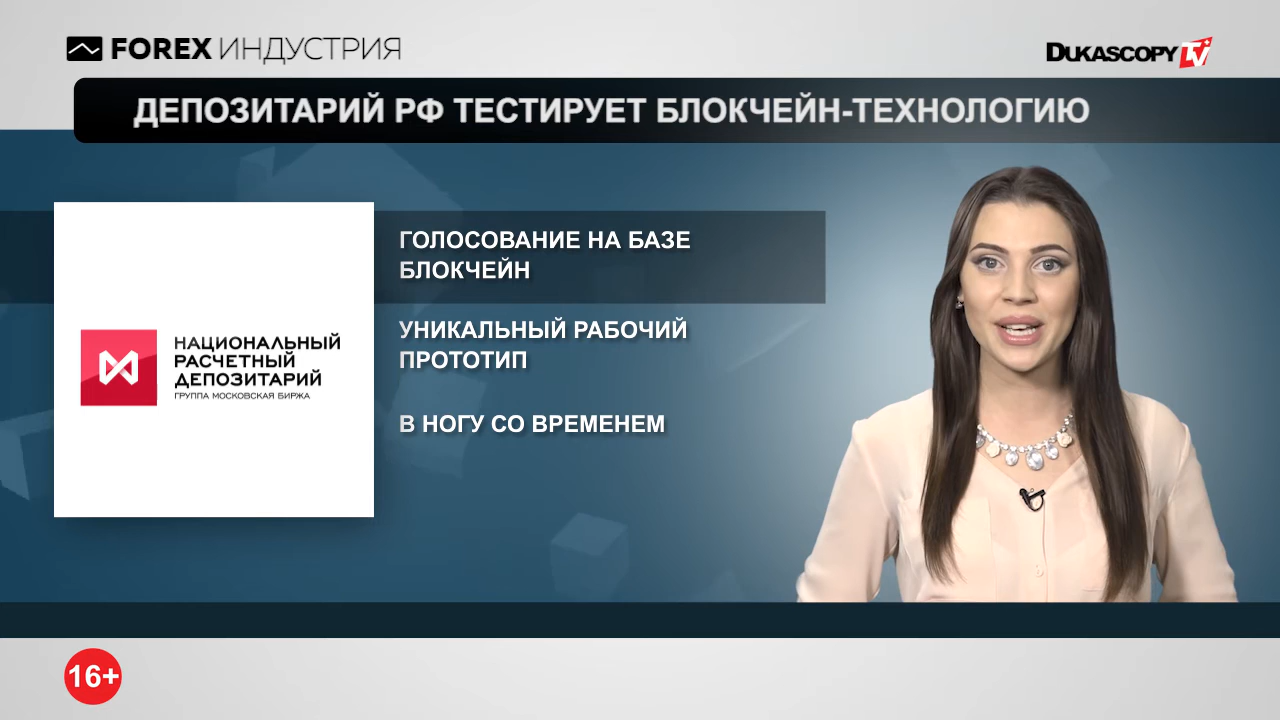 FOREX ИНДУСТРИЯ
DUKASCOPY TV
ДЕПОЗИТАРИЙ РФ ТЕСТИРУЕТ БЛОКЧЕЙН-ТЕХНОЛОГИЮ
ГОЛОСОВАНИЕ НА БАЗЕ
БЛОКЧЕЙН
УНИКАЛЬНЫЙ РАБОЧИЙ
ПРОТОТИП
В НОГУ СО ВРЕМЕНЕМ
НАЦИОНАЛЬНЫЙ
РАСЧЕТНЫЙ
ДЕПОЗИТАРИЙ
ГРУППА МОСКОВСКАЯ БИРЖА
16+